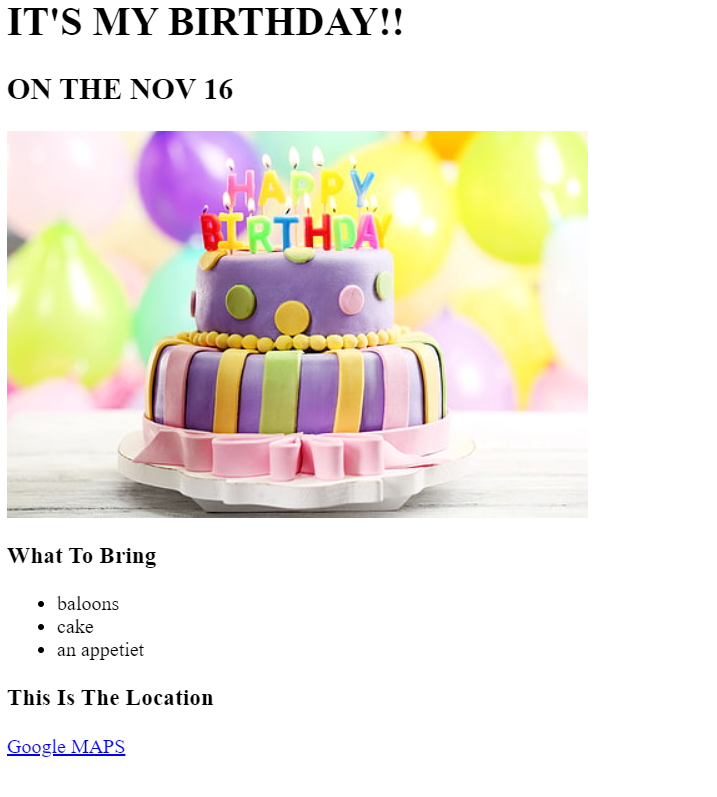 IT'S MY BIRTHDAY!!
ON THE NOV 16
HAPPY
BIRTHDAY
What To Bring
baloons
cake
an appetiet
This Is The Location
Google MAPS